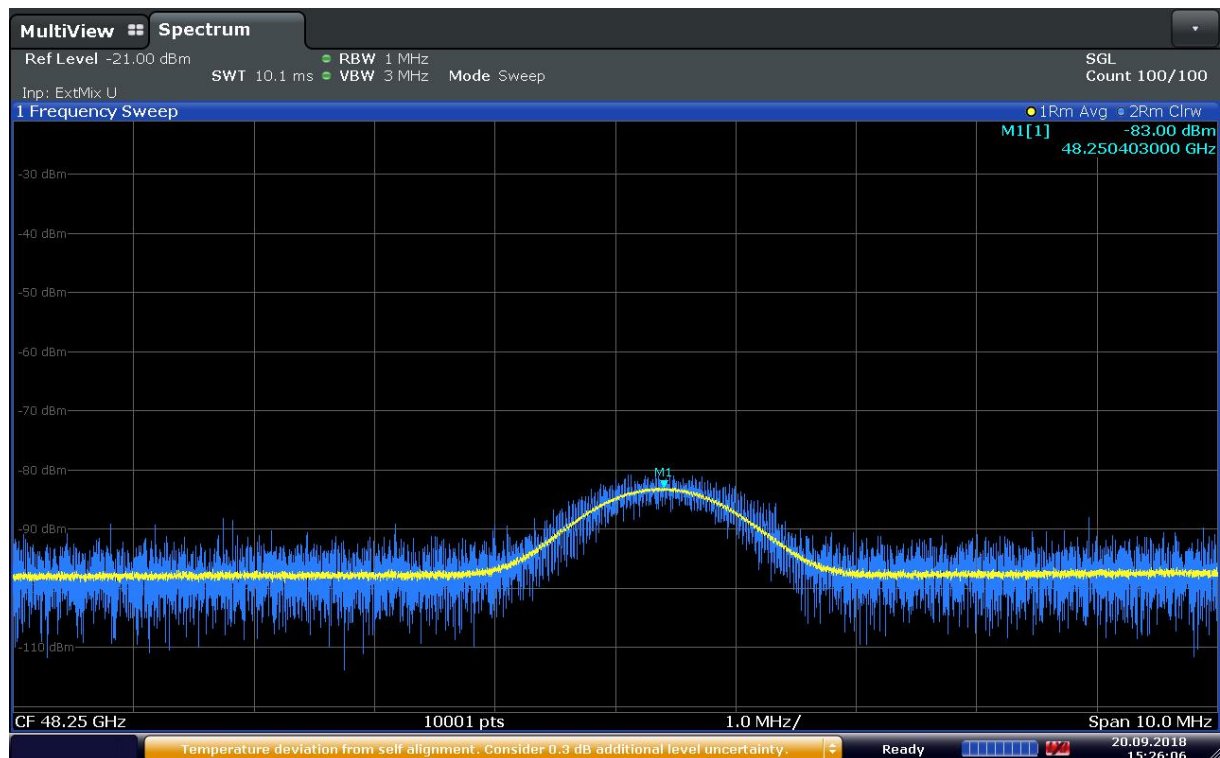 MultiView Spectrum
Ref Level -21.00 dBm RBW 1 MHz SGL
SWT 10.1 ms VBW 3 MHz Mode Sweep Count 100/100
Inp: ExtMix U
1 Frequency Sweep 1Rm Avg 2Rm Clrw
M1[1] -83.00 dBm
48.250403000 GHz
-30 dBm
-40 dBm
-50 dBm
-60 dBm
-70 dBm
-80 dBm
M1
-90 dBm
-110 dBm
CF 48.25 GHz 10001 pts 1.0 MHz/ Span 10.0 MHz
Temperature deviation from self alignment. Consider 0.3 dB additional level uncertainty. Ready 20.09.2018
15:26:06